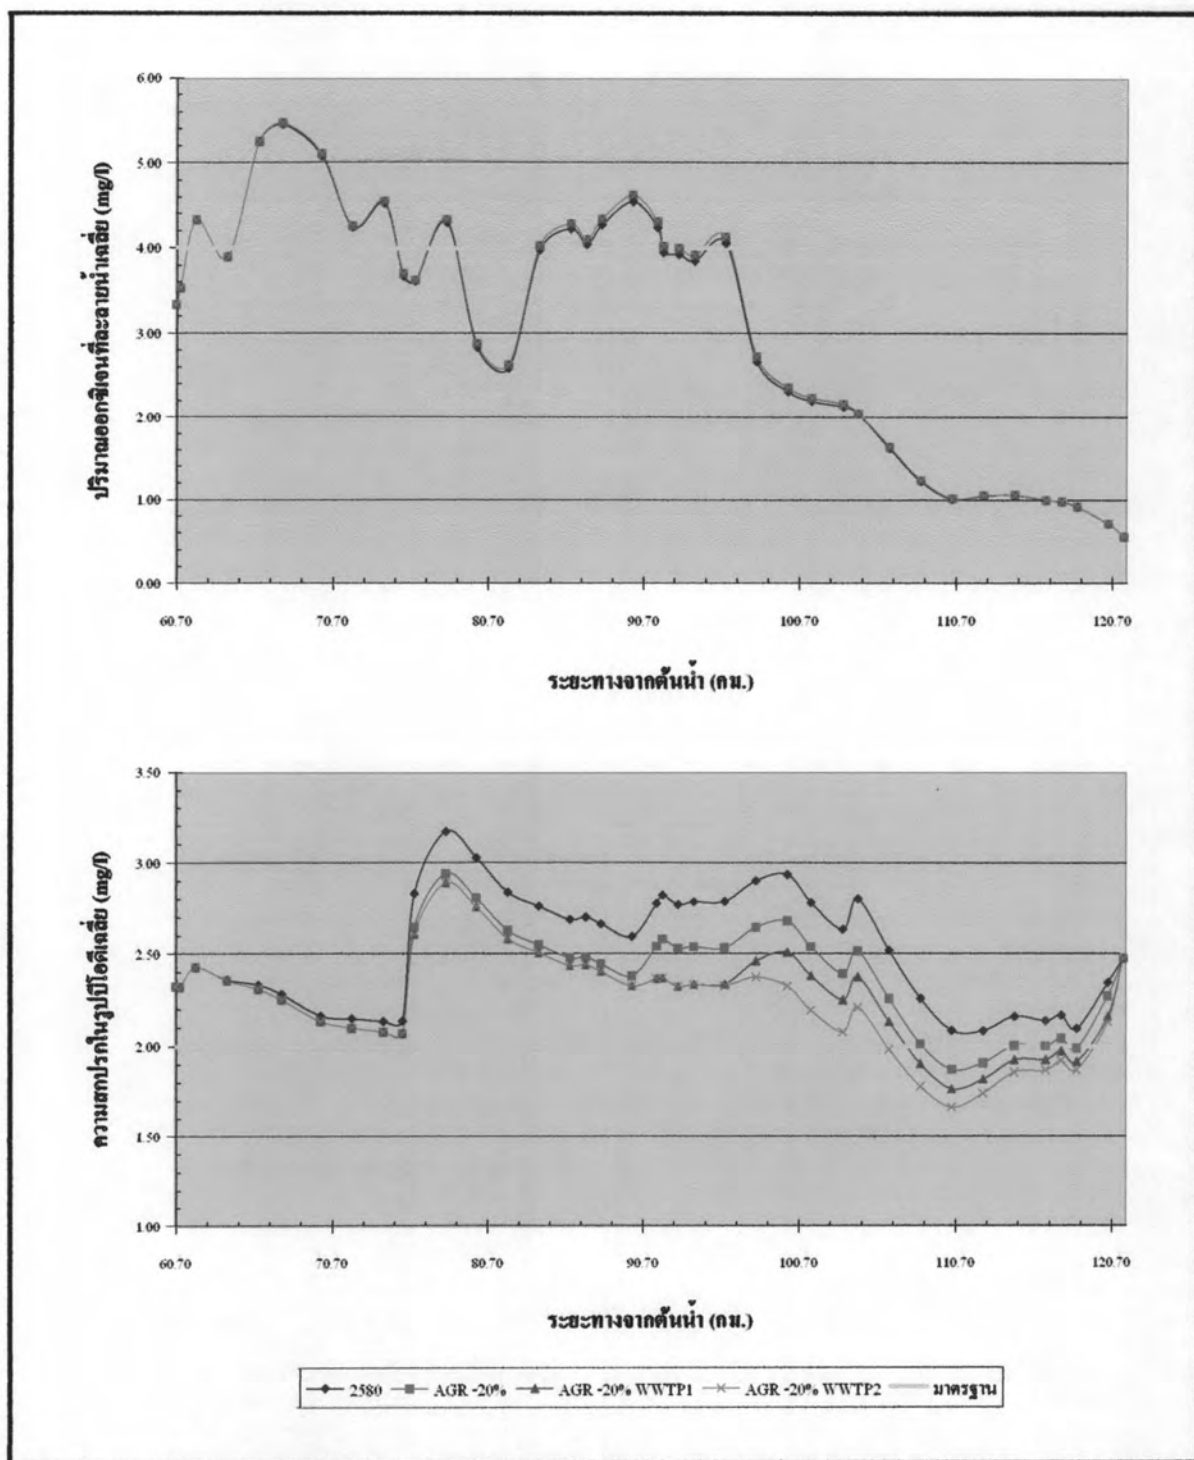 ปริมาณออกซิเจนที่ละลายน้ำเฉลี่ย (mg/l)
6.00
5.00
4.00
3.00
2.00
1.00
0.00
60.70 70.70 80.70 90.70 100.70 110.70 120.70
ระยะทางจากต้นน้ำ (กม.)
ความสกปรกในรูปบีโอดีเฉลี่ย (mg/l)
3.50
3.00
2.50
2.00
1.50
1.00
60.70 70.70 80.70 90.70 100.70 110.70 120.70
ระยะทางจากต้นน้ำ (กม.)
2580 AGR -20% AGR -20% WWTP1 AGR -20% WWTP2 มาตรฐาน